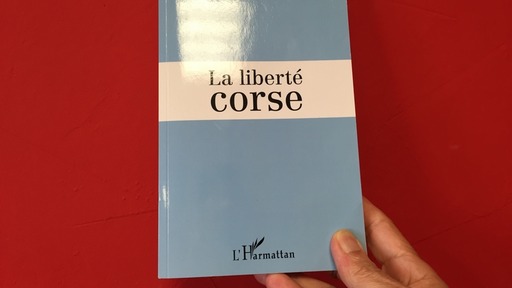 La liberté
corse
L'Harmattan